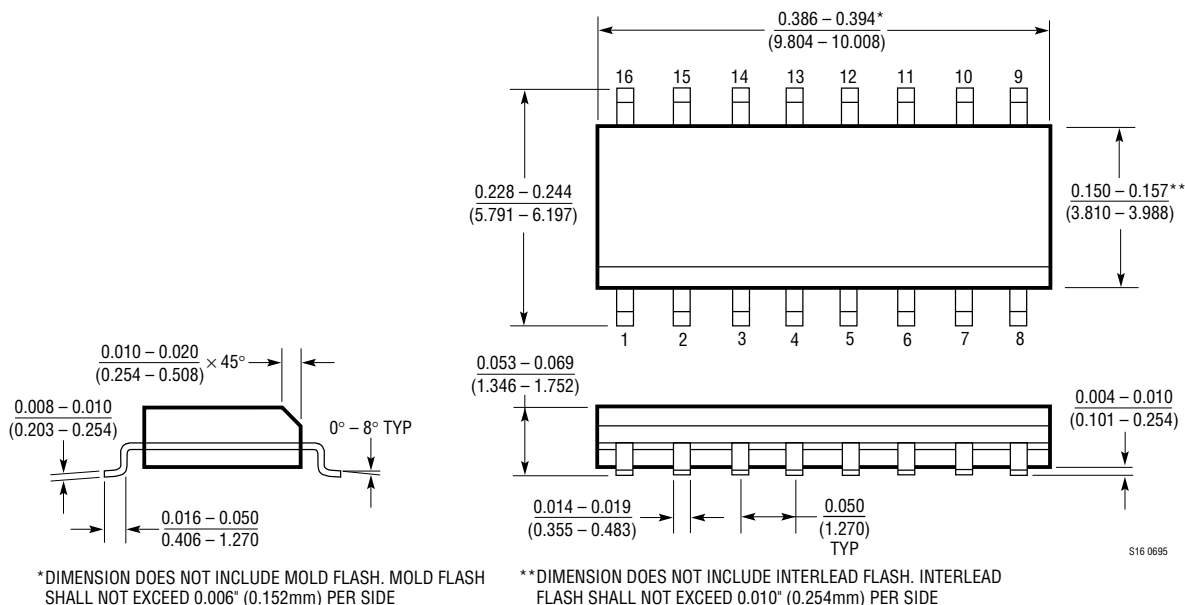 0.386 – 0.394*
(9.804 – 10.008)
16 15 14 13 12 11 10 9
0.228 – 0.244
(5.791 – 6.197)
0.150 – 0.157**
(3.810 – 3.988)
1 2 3 4 5 6 7 8
0.010 – 0.020
(0.254 – 0.508)
× 45°
0.008 – 0.010
(0.203 – 0.254)
0° – 8° TYP
0.016 – 0.050
0.406 – 1.270
0.053 – 0.069
(1.346 – 1.752)
0.004 – 0.010
(0.101 – 0.254)
0.014 – 0.019
(0.355 – 0.483)
0.050
(1.270)
TYP
S16 0695
*DIMENSION DOES NOT INCLUDE MOLD FLASH. MOLD FLASH
SHALL NOT EXCEED 0.006" (0.152mm) PER SIDE
**DIMENSION DOES NOT INCLUDE INTERLEAD FLASH. INTERLEAD
FLASH SHALL NOT EXCEED 0.010" (0.254mm) PER SIDE